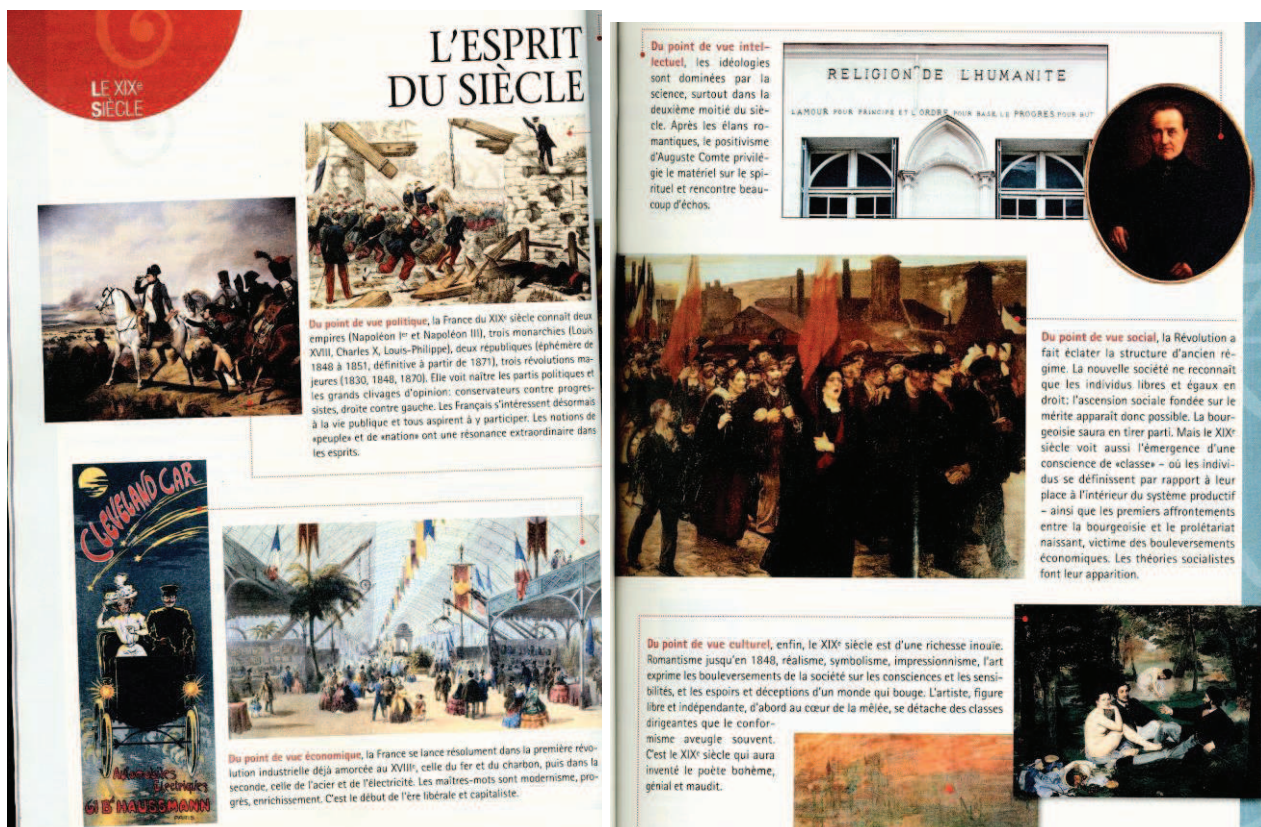 LE XIXe
SIÈCLE
L'ESPRIT
DU SIÈCLE
Du point de vue politique, la France du XIXe siècle connaît deux
empires (Napoléon Ier et Napoléon III), trois monarchies (Louis
XVIII, Charles X, Louis-Philippe), deux républiques (éphémère de
1848 à 1851, définitive à partir de 1871), trois révolutions ma-
jeures (1830, 1848, 1870). Elle voit naître les partis politiques et
les grands clivages d'opinion: conservateurs contre progres-
sistes, droite contre gauche. Les Français s'intéressent désormais
à la vie publique et tous aspirent à y participer. Les notions de
«peuple» et de «nation» ont une résonance extraordinaire dans
les esprits.
CLEVELAND CAR
Automobiles
Électriques
61 Bd HAUSSMANN
PARIS
Du point de vue économique, la France se lance résolument dans la première révo-
lution industrielle déjà amorcée au XVIIIe, celle du fer et du charbon, puis dans la
seconde, celle de l'acier et de l'électricité. Les maîtres-mots sont modernisme, pro-
grès, enrichissement. C'est le début de l'ère libérale et capitaliste.
Du point de vue intel-
lectuel, les idéologies
sont dominées par la
science, surtout dans la
deuxième moitié du siè-
cle. Après les élans ro-
mantiques, le positivisme
d'Auguste Comte privilé-
gie le matériel sur le spi-
rituel et rencontre beau-
coup d'échos.
RELIGION DE L'HUMANITE
L'AMOUR POUR PRINCIPE ET L'ORDRE POUR BASE, LE PROGRES POUR BUT
Du point de vue social, la Révolution a
fait éclater la structure d'ancien ré-
gime. La nouvelle société ne reconnaît
que les individus libres et égaux en
droit; l'ascension sociale fondée sur le
mérite apparaît donc possible. La bour-
geoisie saura en tirer parti. Mais le XIXe
siècle voit aussi l'émergence d'une
conscience de «classe» – où les indivi-
dus se définissent par rapport à leur
place à l'intérieur du système productif
– ainsi que les premiers affrontements
entre la bourgeoisie et le prolétariat
naissant, victime des bouleversements
économiques. Les théories socialistes
font leur apparition.
Du point de vue culturel, enfin, le XIXe siècle est d'une richesse inouïe.
Romantisme jusqu'en 1848, réalisme, symbolisme, impressionnisme, l'art
exprime les bouleversements de la société sur les consciences et les sensi-
bilités, et les espoirs et déceptions d'un monde qui bouge. L'artiste, figure
libre et indépendante, d'abord au cœur de la mêlée, se détache des classes
dirigeantes que le confor-
misme aveugle souvent.
C'est le XIXe siècle qui aura
inventé le poète bohème,
génial et maudit.